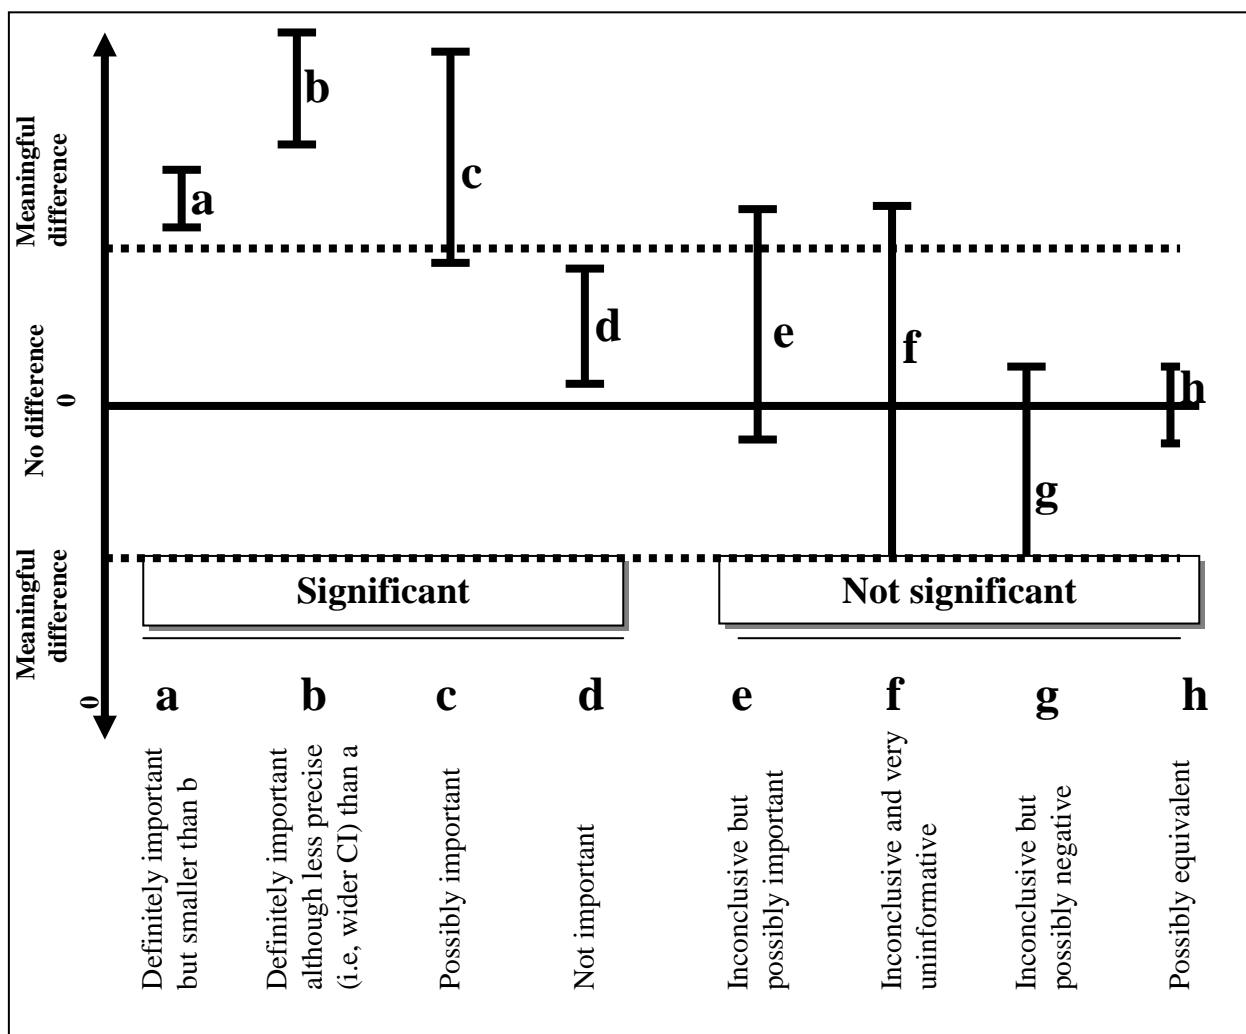 Meaningful
difference
No difference
0
Meaningful
difference
0
a
b
c
d
e
f
g
h
Significant
Not significant
a
b
c
d
e
f
g
h
Definitely important
but smaller than b
Definitely important
although less precise
(i.e, wider CI) than a
Possibly important
Not important
Inconclusive but
possibly important
Inconclusive and very
uninformative
Inconclusive but
possibly negative
Possibly equivalent